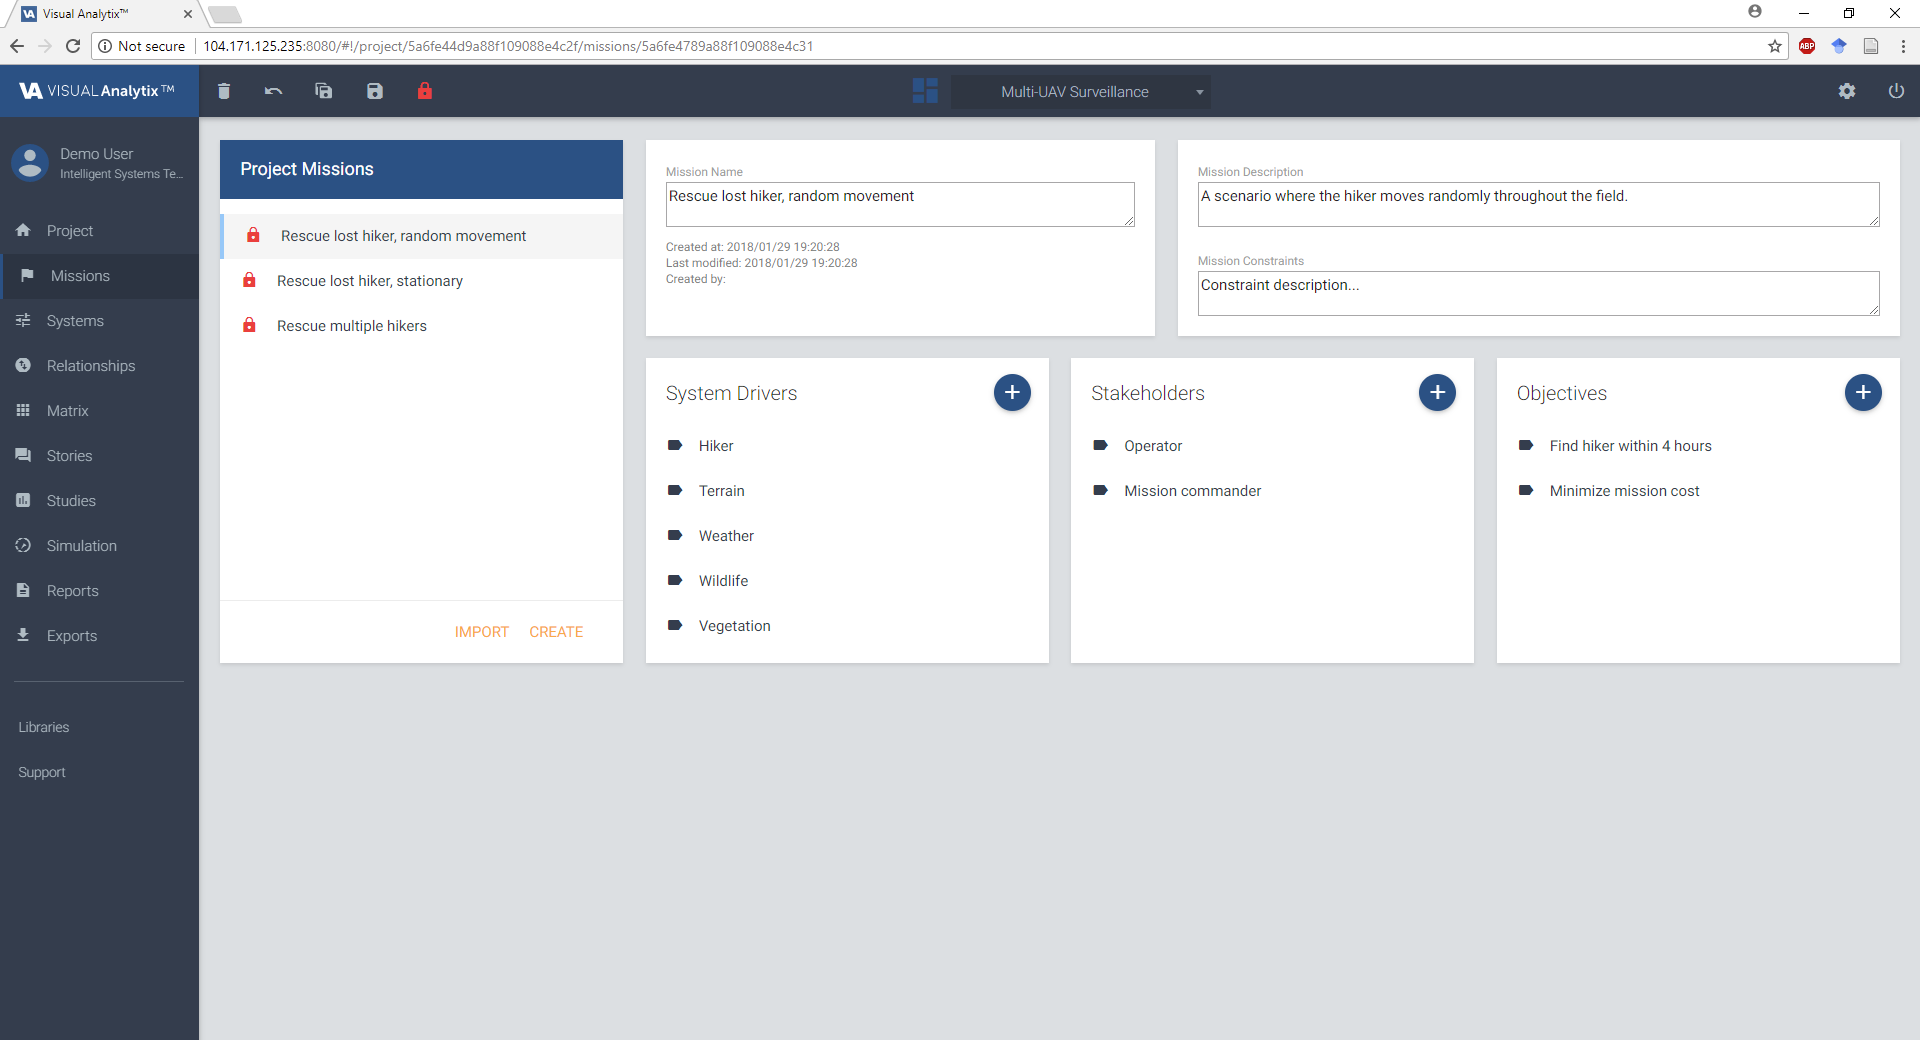 Visual Analytix™
Not secure
104.171.125.235:8080/#!/project/5a6fe44d9a88f109088e4c2f/missions/5a6fe4789a88f109088e4c31
ABP
VA VISUAL Analytix ™
Multi-UAV Surveillance
Demo User
Intelligent Systems Te...
Project
Missions
Systems
Relationships
Matrix
Stories
Studies
Simulation
Reports
Exports
Libraries
Support
Project Missions
Rescue lost hiker, random movement
Rescue lost hiker, stationary
Rescue multiple hikers
IMPORT CREATE
Mission Name
Rescue lost hiker, random movement
Created at: 2018/01/29 19:20:28
Last modified: 2018/01/29 19:20:28
Created by:
Mission Description
A scenario where the hiker moves randomly throughout the field.
Mission Constraints
Constraint description...
System Drivers
Hiker
Terrain
Weather
Wildlife
Vegetation
Stakeholders
Operator
Mission commander
Objectives
Find hiker within 4 hours
Minimize mission cost